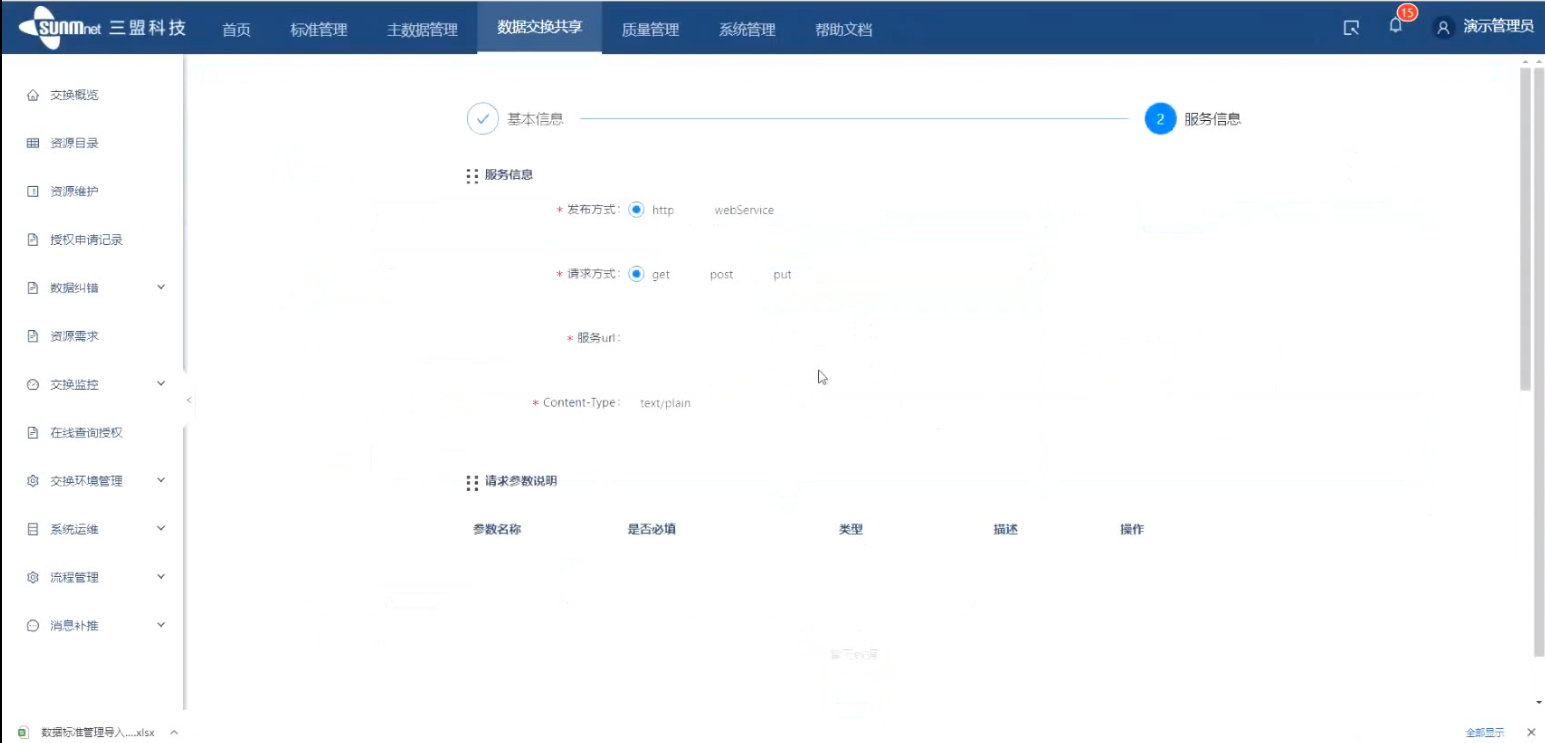 sunmnet 三盟科技 首页 标准管理 主数据管理 数据交换共享 质量管理 系统管理 帮助文档 15 演示管理员
交换概览
资源目录
资源维护
授权申请记录
数据纠错
资源需求
交换监控
在线查询授权
交换环境管理
系统运维
流程管理
消息补推
基本信息 2 服务信息
服务信息
* 发布方式: http webService
* 请求方式: get post put
* 服务url:
* Content-Type: text/plain
请求参数说明
参数名称 是否必填 类型 描述 操作
数据标准管理导入....xlsx 全部显示